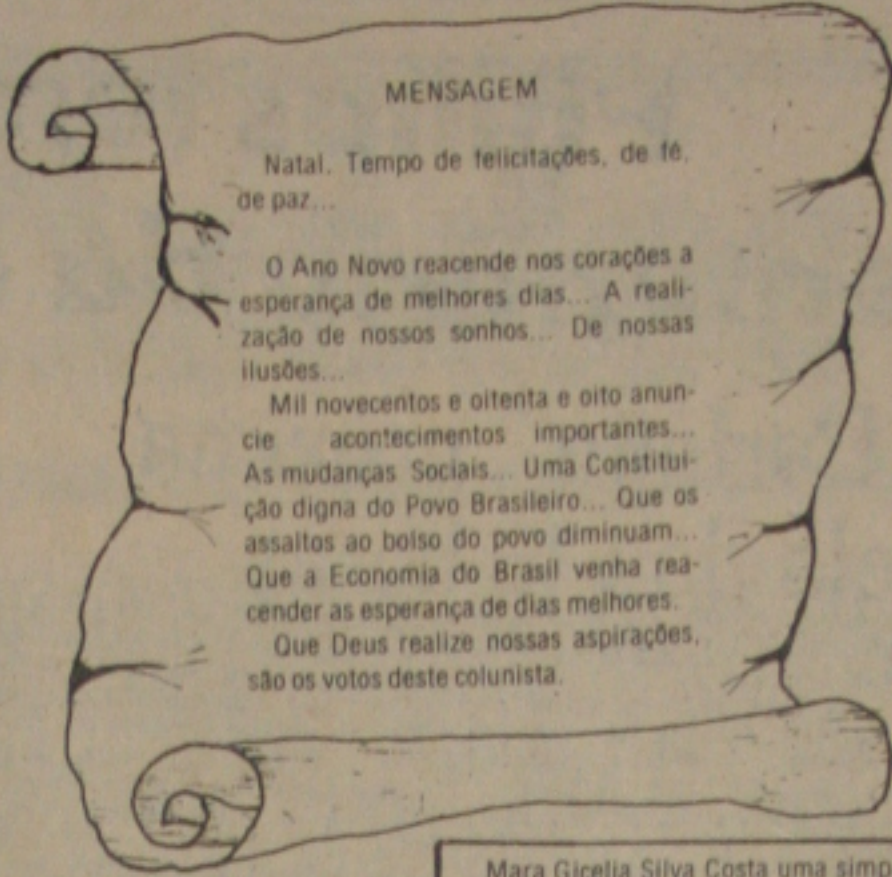 MENSAGEM
Natal. Tempo de felicitações, de fé,
de paz...
O Ano Novo reacende nos corações a
esperança de melhores dias... A reali-
zação de nossos sonhos... De nossas
ilusões...
Mil novecentos e oitenta e oito anun-
cie acontecimentos importantes...
As mudanças Sociais... Uma Constitui-
ção digna do Povo Brasileiro... Que os
assaltos ao bolso do povo diminuam...
Que a Economia do Brasil venha rea-
cender as esperança de dias melhores.
Que Deus realize nossas aspirações,
são os votos deste colunista.
Mara Gicelia Silva Costa uma simp